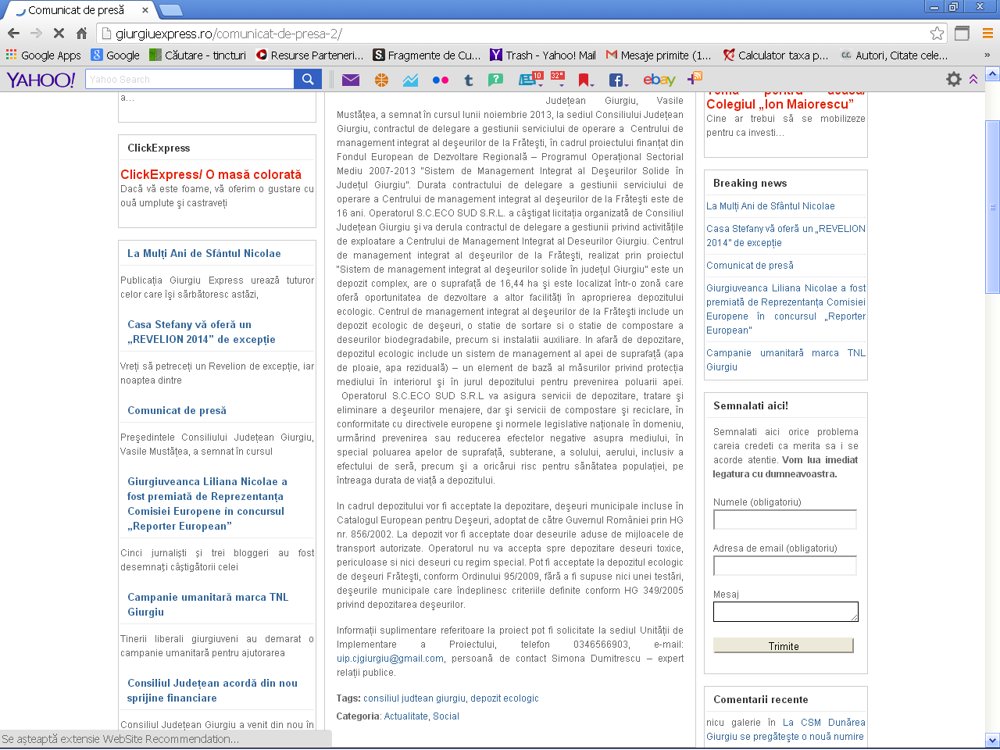 Comunicat de presă
giurgiuexpress.ro/comunicat-de-presa-2/
Google Apps
Google
Căutare - tincturi
Resurse Parteneri...
Fragmente de Cu...
Trash - Yahoo! Mail
Mesaje primite (1...
Calculator taxa p...
Autori, Citate cele...
»
YAHOO!
Yahoo Search
10
32°
ebay
a...
ClickExpress
ClickExpress/ O masă colorată
Dacă vă este foame, vă oferim o gustare cu
ouă umplute şi castraveţi
La Mulţi Ani de Sfântul Nicolae
Publicaţia Giurgiu Express urează tuturor
celor care îşi sărbătoresc astăzi,
Casa Stefany vă oferă un
„REVELION 2014” de excepţie
Vreţi să petreceţi un Revelion de excepţie, iar
noaptea dintre
Comunicat de presă
Preşedintele Consiliului Judeţean Giurgiu,
Vasile Mustăţea, a semnat în cursul
Giurgiuveanca Liliana Nicolae a
fost premiată de Reprezentanţa
Comisiei Europene în concursul
„Reporter European”
Cinci jurnalişti şi trei bloggeri au fost
desemnaţi câştigătorii celei
Campanie umanitară marca TNL
Giurgiu
Tinerii liberali giurgiuveni au demarat o
campanie umanitară pentru ajutorarea
Consiliul Judeţean acordă din nou
sprijine financiare
Consiliul Judeţean Giurgiu a venit din nou în
Se aşteaptă extensie WebSite Recommendation...
Judeţean Giurgiu, Vasile
Mustăţea, a semnat în cursul lunii noiembrie 2013, la sediul Consiliului Judeţean
Giurgiu, contractul de delegare a gestiunii serviciului de operare a Centrului de
management integrat al deşeurilor de la Frăteşti, în cadrul proiectului finanţat din
Fondul European de Dezvoltare Regională – Programul Operaţional Sectorial
Mediu 2007-2013 "Sistem de Management Integrat al Deşeurilor Solide în
Judeţul Giurgiu". Durata contractului de delegare a gestiunii serviciului de
operare a Centrului de management integrat al deşeurilor de la Frăteşti este de
16 ani. Operatorul S.C.ECO SUD S.R.L. a câştigat licitaţia organizată de Consiliul
Judeţean Giurgiu şi va derula contractul de delegare a gestiunii privind activităţile
de exploatare a Centrului de Management Integrat al Deseurilor Giurgiu. Centrul
de management integrat al deşeurilor de la Frăteşti, realizat prin proiectul
"Sistem de management integrat al deşeurilor solide în judeţul Giurgiu" este un
depozit complex, are o suprafaţă de 16,44 ha şi este localizat într-o zonă care
oferă oportunitatea de dezvoltare a altor facilităţi în aproprierea depozitului
ecologic. Centrul de management integrat al deşeurilor de la Frăteşti include un
depozit ecologic de deşeuri, o statie de sortare si o statie de compostare a
deseurilor biodegradabile, precum si instalatii auxiliare. In afară de depozitare,
depozitul ecologic include un sistem de management al apei de suprafaţă (apa
de ploaie, apa reziduală) – un element de bază al măsurilor privind protecţia
mediului în interiorul şi în jurul depozitului pentru prevenirea poluarii apei.
Operatorul S.C.ECO SUD S.R.L va asigura servicii de depozitare, tratare şi
eliminare a deşeurilor menajere, dar şi servicii de compostare şi reciclare, în
conformitate cu directivele europene şi normele legislative naţionale în domeniu,
urmărind prevenirea sau reducerea efectelor negative asupra mediului, în
special poluarea apelor de suprafaţă, subterane, a solului, aerului, inclusiv a
efectului de seră, precum şi a oricărui risc pentru sănătatea populaţiei, pe
întreaga durata de viaţă a depozitului.
In cadrul depozitului vor fi acceptate la depozitare, deşeuri municipale incluse în
Catalogul European pentru Deşeuri, adoptat de către Guvernul României prin HG
nr. 856/2002. La depozit vor fi acceptate doar deseurile aduse de mijloacele de
transport autorizate. Operatorul nu va accepta spre depozitare deseuri toxice,
periculoase si nici deseuri cu regim special. Pot fi acceptate la depozitul ecologic
de deşeuri Frăteşti, conform Ordinului 95/2009, fără a fi supuse nici unei testări,
deşeurile municipale care îndeplinesc criteriile definite conform HG 349/2005
privind depozitarea deşeurilor.
Informaţii suplimentare referitoare la proiect pot fi solicitate la sediul Unităţii de
Implementare a Proiectului, telefon 0346566903, e-mail:
uip.cjgiurgiu@gmail.com, persoană de contact Simona Dumitrescu – expert
relaţii publice.
Tags: consiliul judtean giurgiu, depozit ecologic
Categoria: Actualitate, Social
Temă pentru acasă/
Colegiul „Ion Maiorescu”
Cine ar trebui să se mobilizeze
pentru ca investi...
Breaking news
La Mulţi Ani de Sfântul Nicolae
Casa Stefany vă oferă un „REVELION
2014” de excepţie
Comunicat de presă
Giurgiuveanca Liliana Nicolae a fost
premiată de Reprezentanţa Comisiei
Europene în concursul „Reporter
European”
Campanie umanitară marca TNL
Giurgiu
Semnalati aici!
Semnalati aici orice problema
careia credeti ca merita sa i se
acorde atentie. Vom lua imediat
legatura cu dumneavoastra.
Numele (obligatoriu)
Adresa de email (obligatoriu)
Mesaj
Trimite
Comentarii recente
nicu galerie în La CSM Dunărea
Giurgiu se pregăteşte o nouă numire